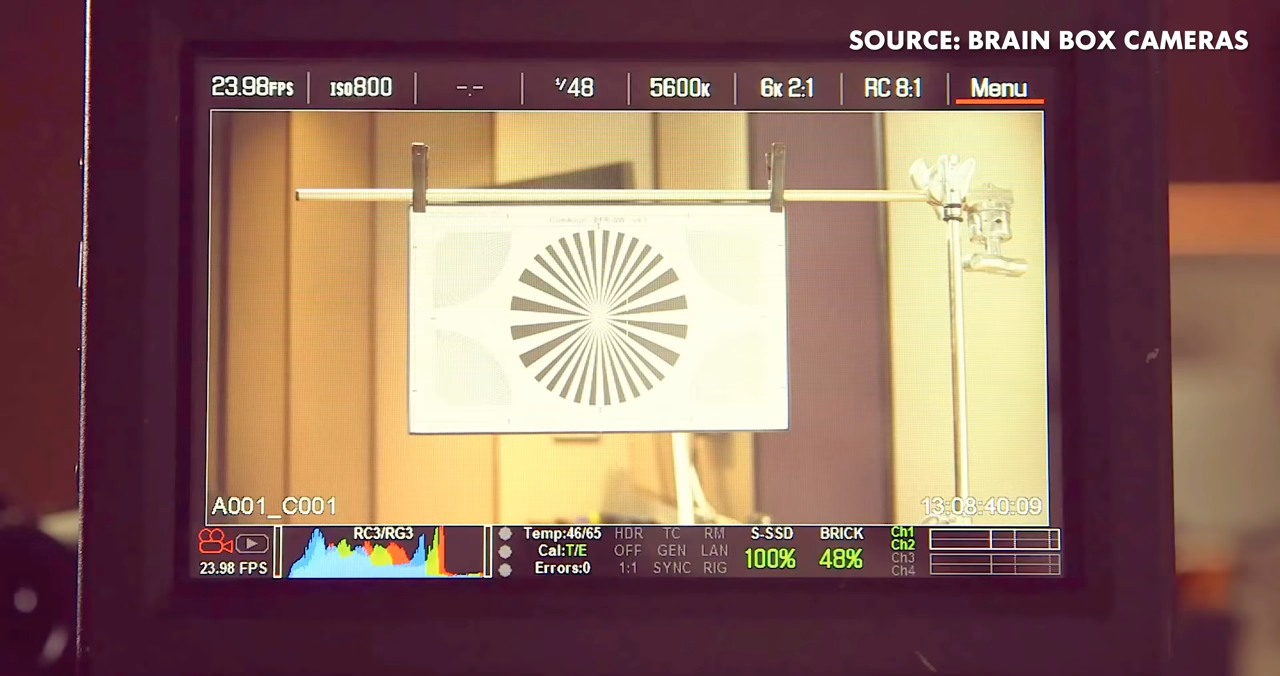 SOURCE: BRAIN BOX CAMERAS
23.98FPS ISO800 -.- 1/48 5600K 6K 2:1 RC 8:1 Menu
A001_C001 13:08:40:09
RC3/RG3 Temp:46/65 HDR TC RM S-SSD BRICK Ch1
Cal:T/E OFF GEN LAN 100% 48% Ch2
23.98 FPS Errors:0 1:1 SYNC RIG Ch3
Ch4